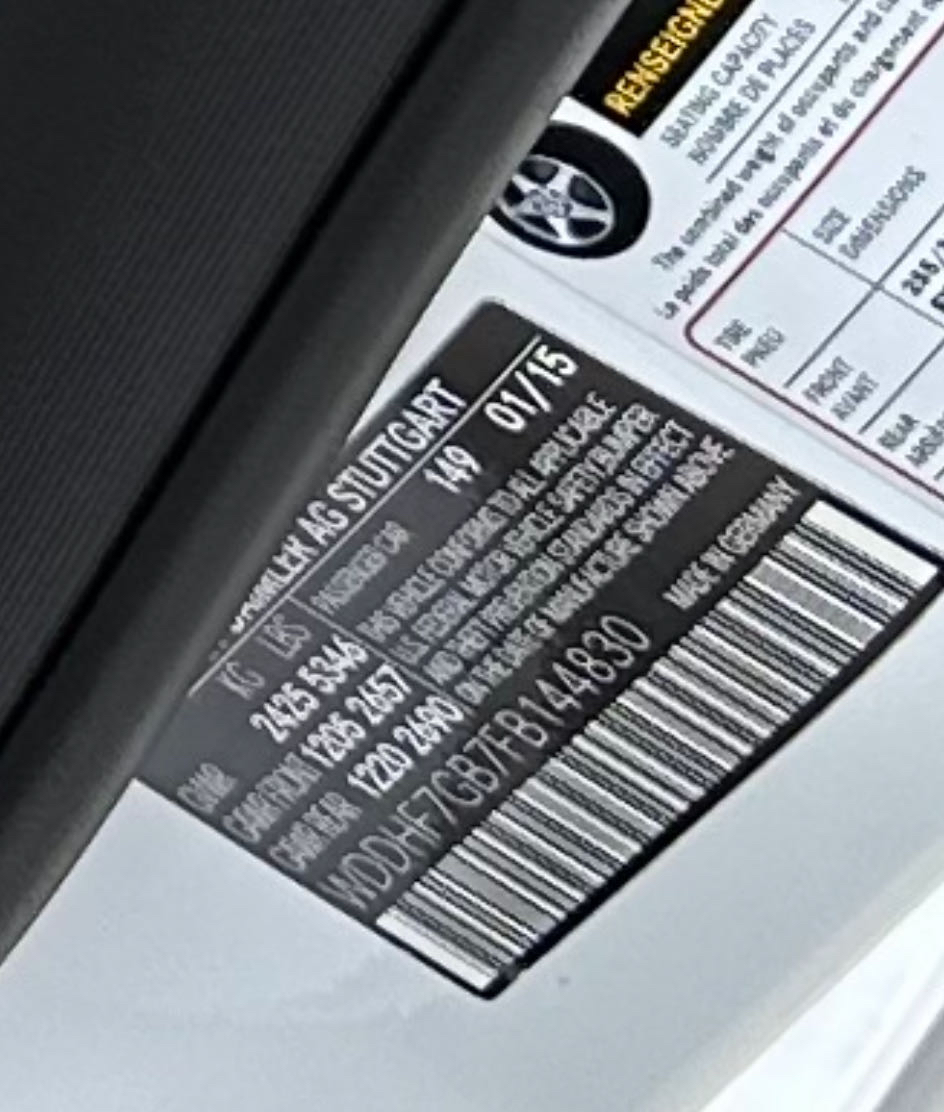 RENSEIGNE
SEATING CAPACITY
NOMBRE DE PLACES
The combined weight of occupants and
Le poids total des occupants et du chargement
TIRE
PNEU
SIZE
DIMENSIONS
FRONT
AVANT
REAR
DAIMLER AG STUTTGART
KG LBS PASSENGER CAR 149 01/15
GVWR 2425 5346
GAWR FRONT 1205 2657
GAWR REAR 1220 2690
THIS VEHICLE CONFORMS TO ALL APPLICABLE
U.S. FEDERAL MOTOR VEHICLE SAFETY, BUMPER
AND THEFT PREVENTION STANDARDS IN EFFECT
ON THE DATE OF MANUFACTURE SHOWN ABOVE
WDDHF7GB7FB144830 MADE IN GERMANY